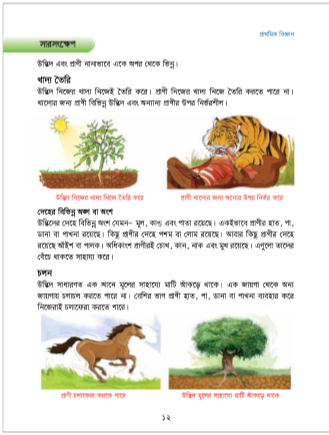 প্রাথমিক বিজ্ঞান
সারসংক্ষেপ
উদ্ভিদ এবং প্রাণী নানাভাবে একে অপর থেকে ভিন্ন।
খাদ্য তৈরি
উদ্ভিদ নিজের খাদ্য নিজেই তৈরি করে। প্রাণী নিজের খাদ্য নিজে তৈরি করতে পারে না।
খাদ্যের জন্য প্রাণী বিভিন্ন উদ্ভিদ এবং অন্যান্য প্রাণীর উপর নির্ভরশীল।
উদ্ভিদ নিজের খাদ্য নিজে তৈরি করে
প্রাণী খাদ্যের জন্য অন্যের উপর নির্ভর করে
দেহের বিভিন্ন অঙ্গ বা অংশ
উদ্ভিদের দেহে বিভিন্ন অংশ যেমন– মূল, কাণ্ড এবং পাতা রয়েছে। একইভাবে প্রাণীর হাত, পা,
ডানা বা পাখনা রয়েছে। কিছু প্রাণীর দেহে পশম বা লোম রয়েছে। আবার কিছু প্রাণীর দেহে
রয়েছে আঁইশ বা পালক। অধিকাংশ প্রাণীরই চোখ, কান, নাক এবং মুখ রয়েছে। এগুলো তাদের
বেঁচে থাকতে সাহায্য করে।
চলন
উদ্ভিদ সাধারণত এক স্থানে মূলের সাহায্যে মাটি আঁকড়ে থাকে। এক জায়গা থেকে অন্য
জায়গায় চলাচল করতে পারে না। বেশির ভাগ প্রাণী হাত, পা, ডানা বা পাখনা ব্যবহার করে
নিজেরাই চলাফেরা করতে পারে।
প্রাণী চলাফেরা করতে পারে
উদ্ভিদ মূলের সাহায্যে মাটি আঁকড়ে থাকে
১২